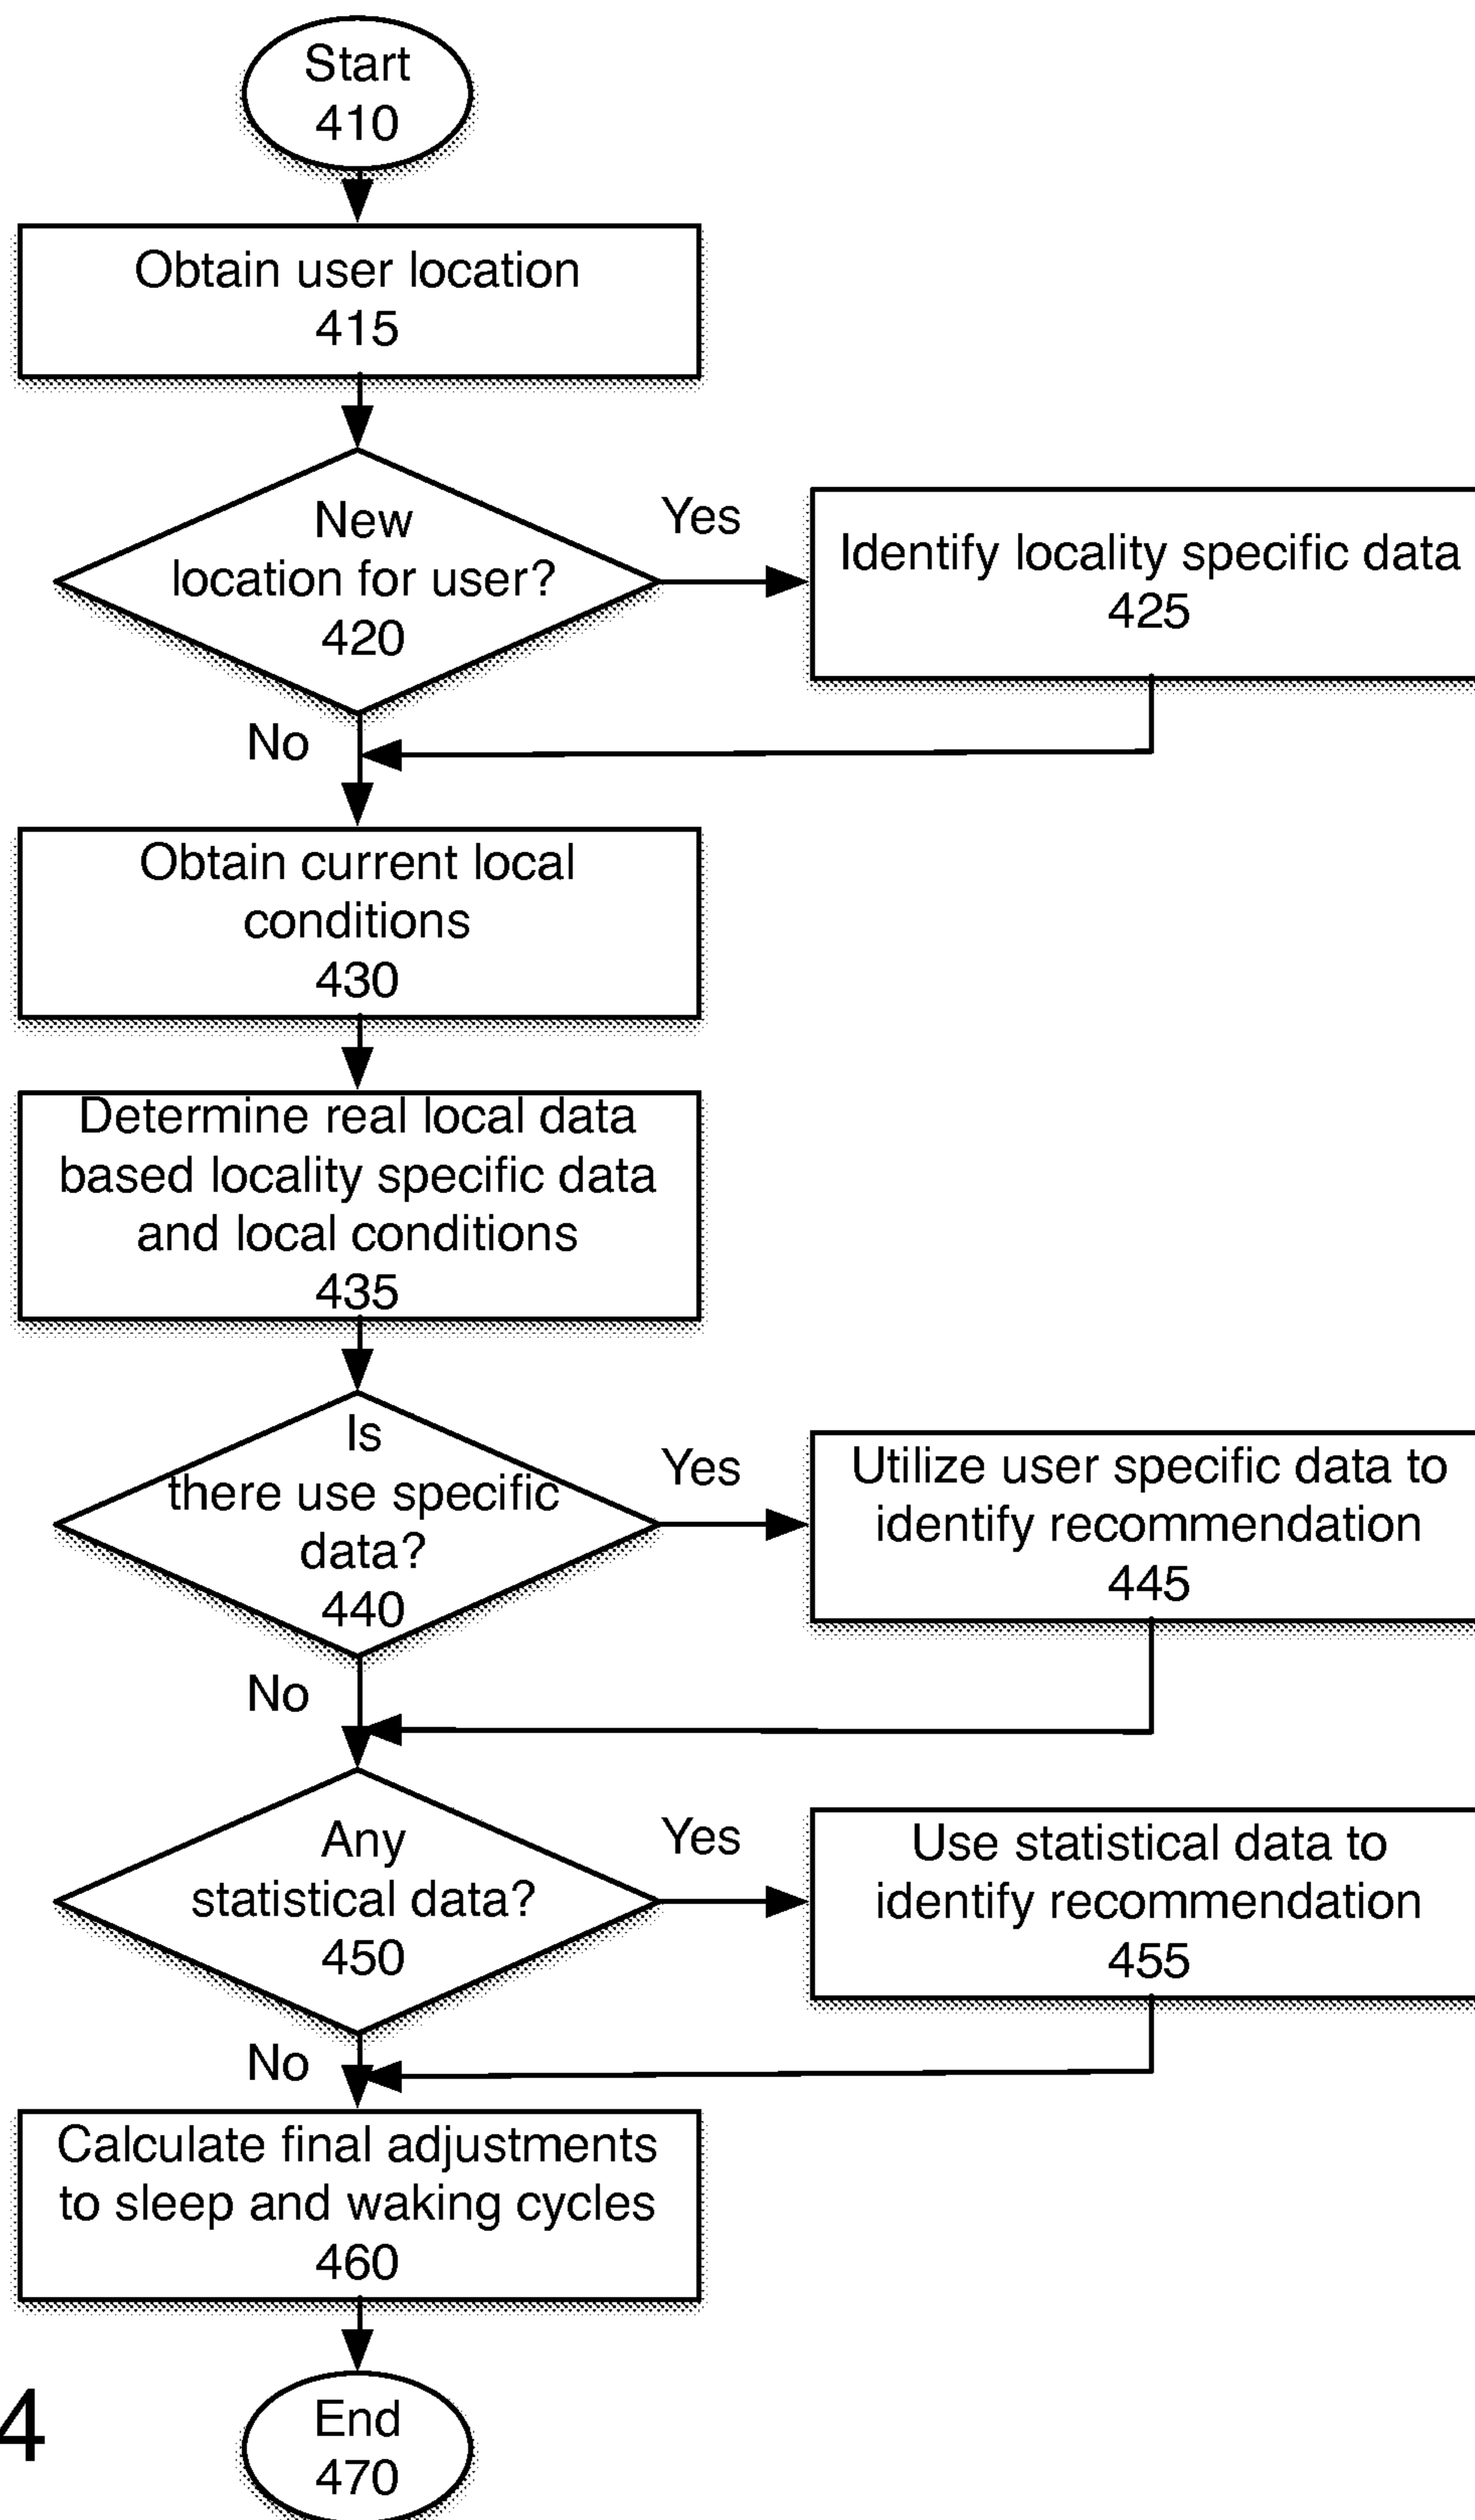 Start
410
Obtain user location
415
New
location for user?
420
Yes
Identify locality specific data
425
No
Obtain current local
conditions
430
Determine real local data
based locality specific data
and local conditions
435
Is
there use specific
data?
440
Yes
Utilize user specific data to
identify recommendation
445
No
Any
statistical data?
450
Yes
Use statistical data to
identify recommendation
455
No
Calculate final adjustments
to sleep and waking cycles
460
End
470
4